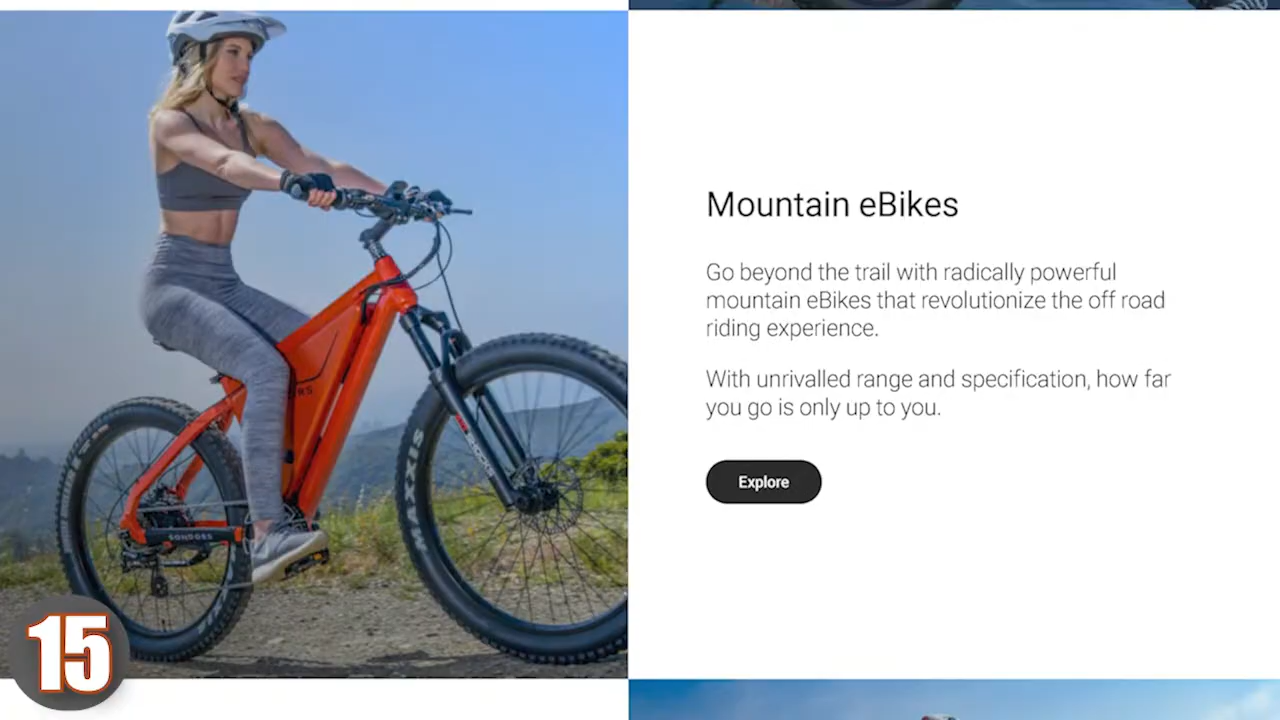 Mountain eBikes
Go beyond the trail with radically powerful
mountain eBikes that revolutionize the off road
riding experience.
With unrivalled range and specification, how far
you go is only up to you.
Explore
MAXXIS
SONDORS
15